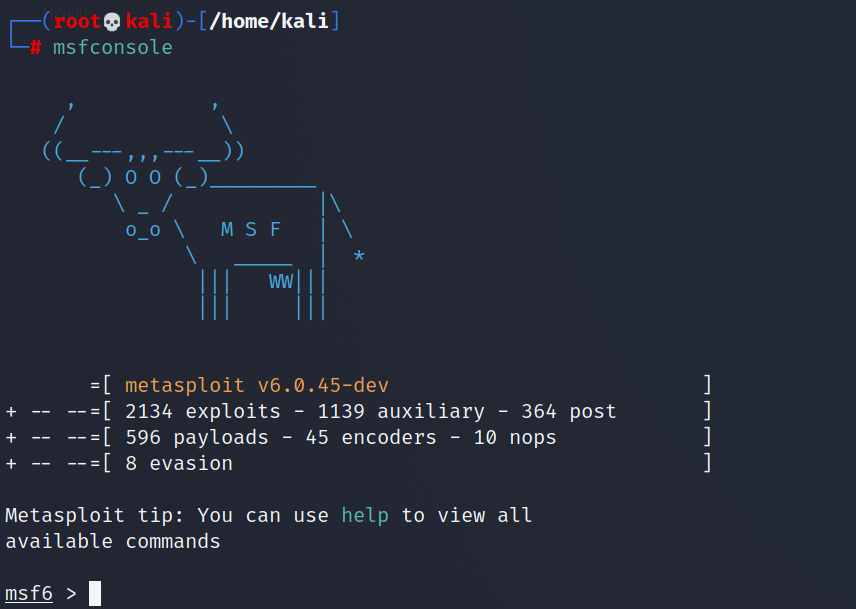 ┌──(root💀kali)-[/home/kali]
└─# msfconsole
     ,           ,
    /             \
   ((__---,,,---__))
      (_) O O (_)_________
         \ _ /            |\
          o_o \   M S F   | \
               \   _____  |  *
                |||   WW|||
                |||     |||
       =[ metasploit v6.0.45-dev                          ]
+ -- --=[ 2134 exploits - 1139 auxiliary - 364 post       ]
+ -- --=[ 596 payloads - 45 encoders - 10 nops            ]
+ -- --=[ 8 evasion                                       ]
Metasploit tip: You can use help to view all
available commands
msf6 >